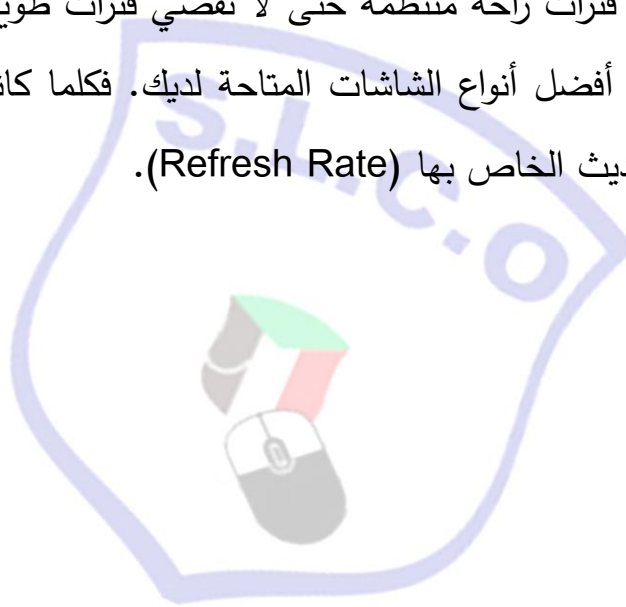 فترات راحة منتظمة حتى لا تقضي فترات
أفضل أنواع الشاشات المتاحة لديك. فكلما
الخاص بها (Refresh Rate).
S.L.C.O